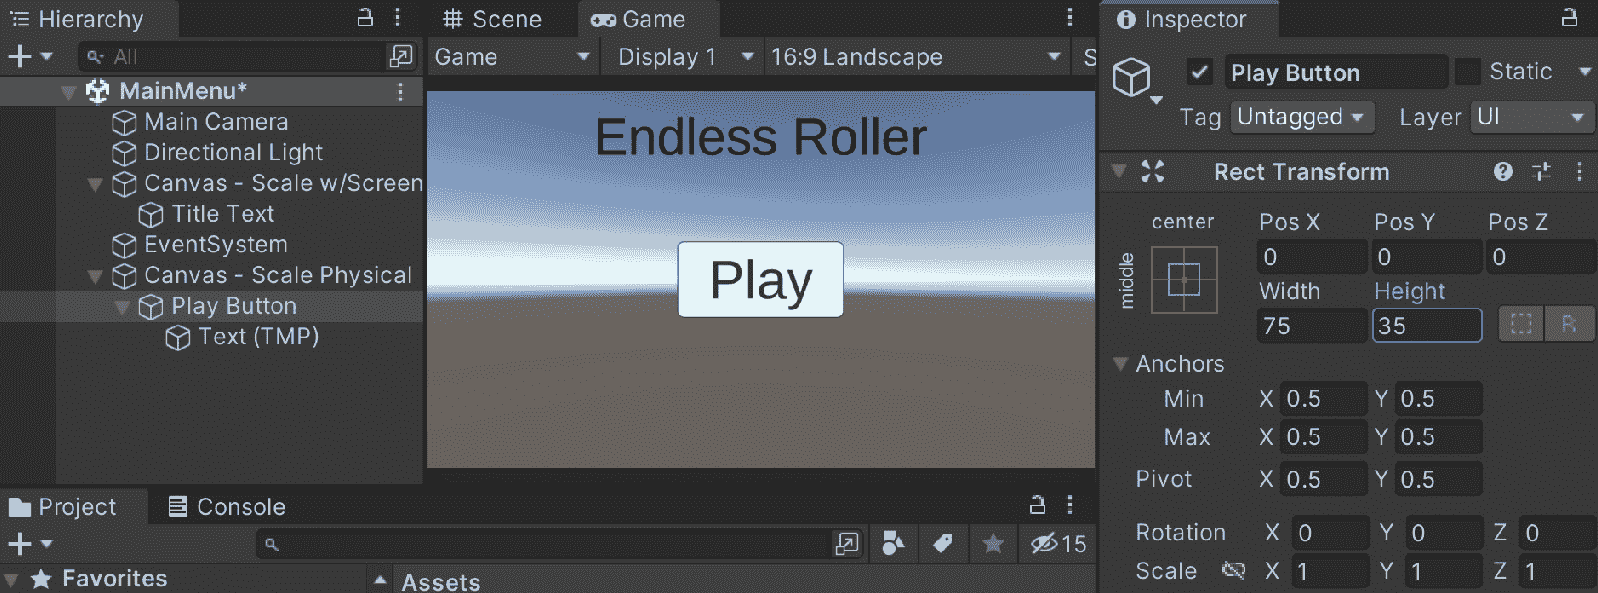 Hierarchy
All
MainMenu*
Main Camera
Directional Light
Canvas - Scale w/Screen
Title Text
EventSystem
Canvas - Scale Physical
Play Button
Text (TMP)
Scene
Game
Game
Display 1
16:9 Landscape
S
Endless Roller
Play
Project
Console
15
Favorites
Assets
Inspector
Play Button
Static
Tag Untagged Layer UI
Rect Transform
center
middle
Pos X Pos Y Pos Z
0 0 0
Width Height
75 35
R
Anchors
Min X 0.5 Y 0.5
Max X 0.5 Y 0.5
Pivot X 0.5 Y 0.5
Rotation X 0 Y 0 Z 0
Scale X 1 Y 1 Z 1